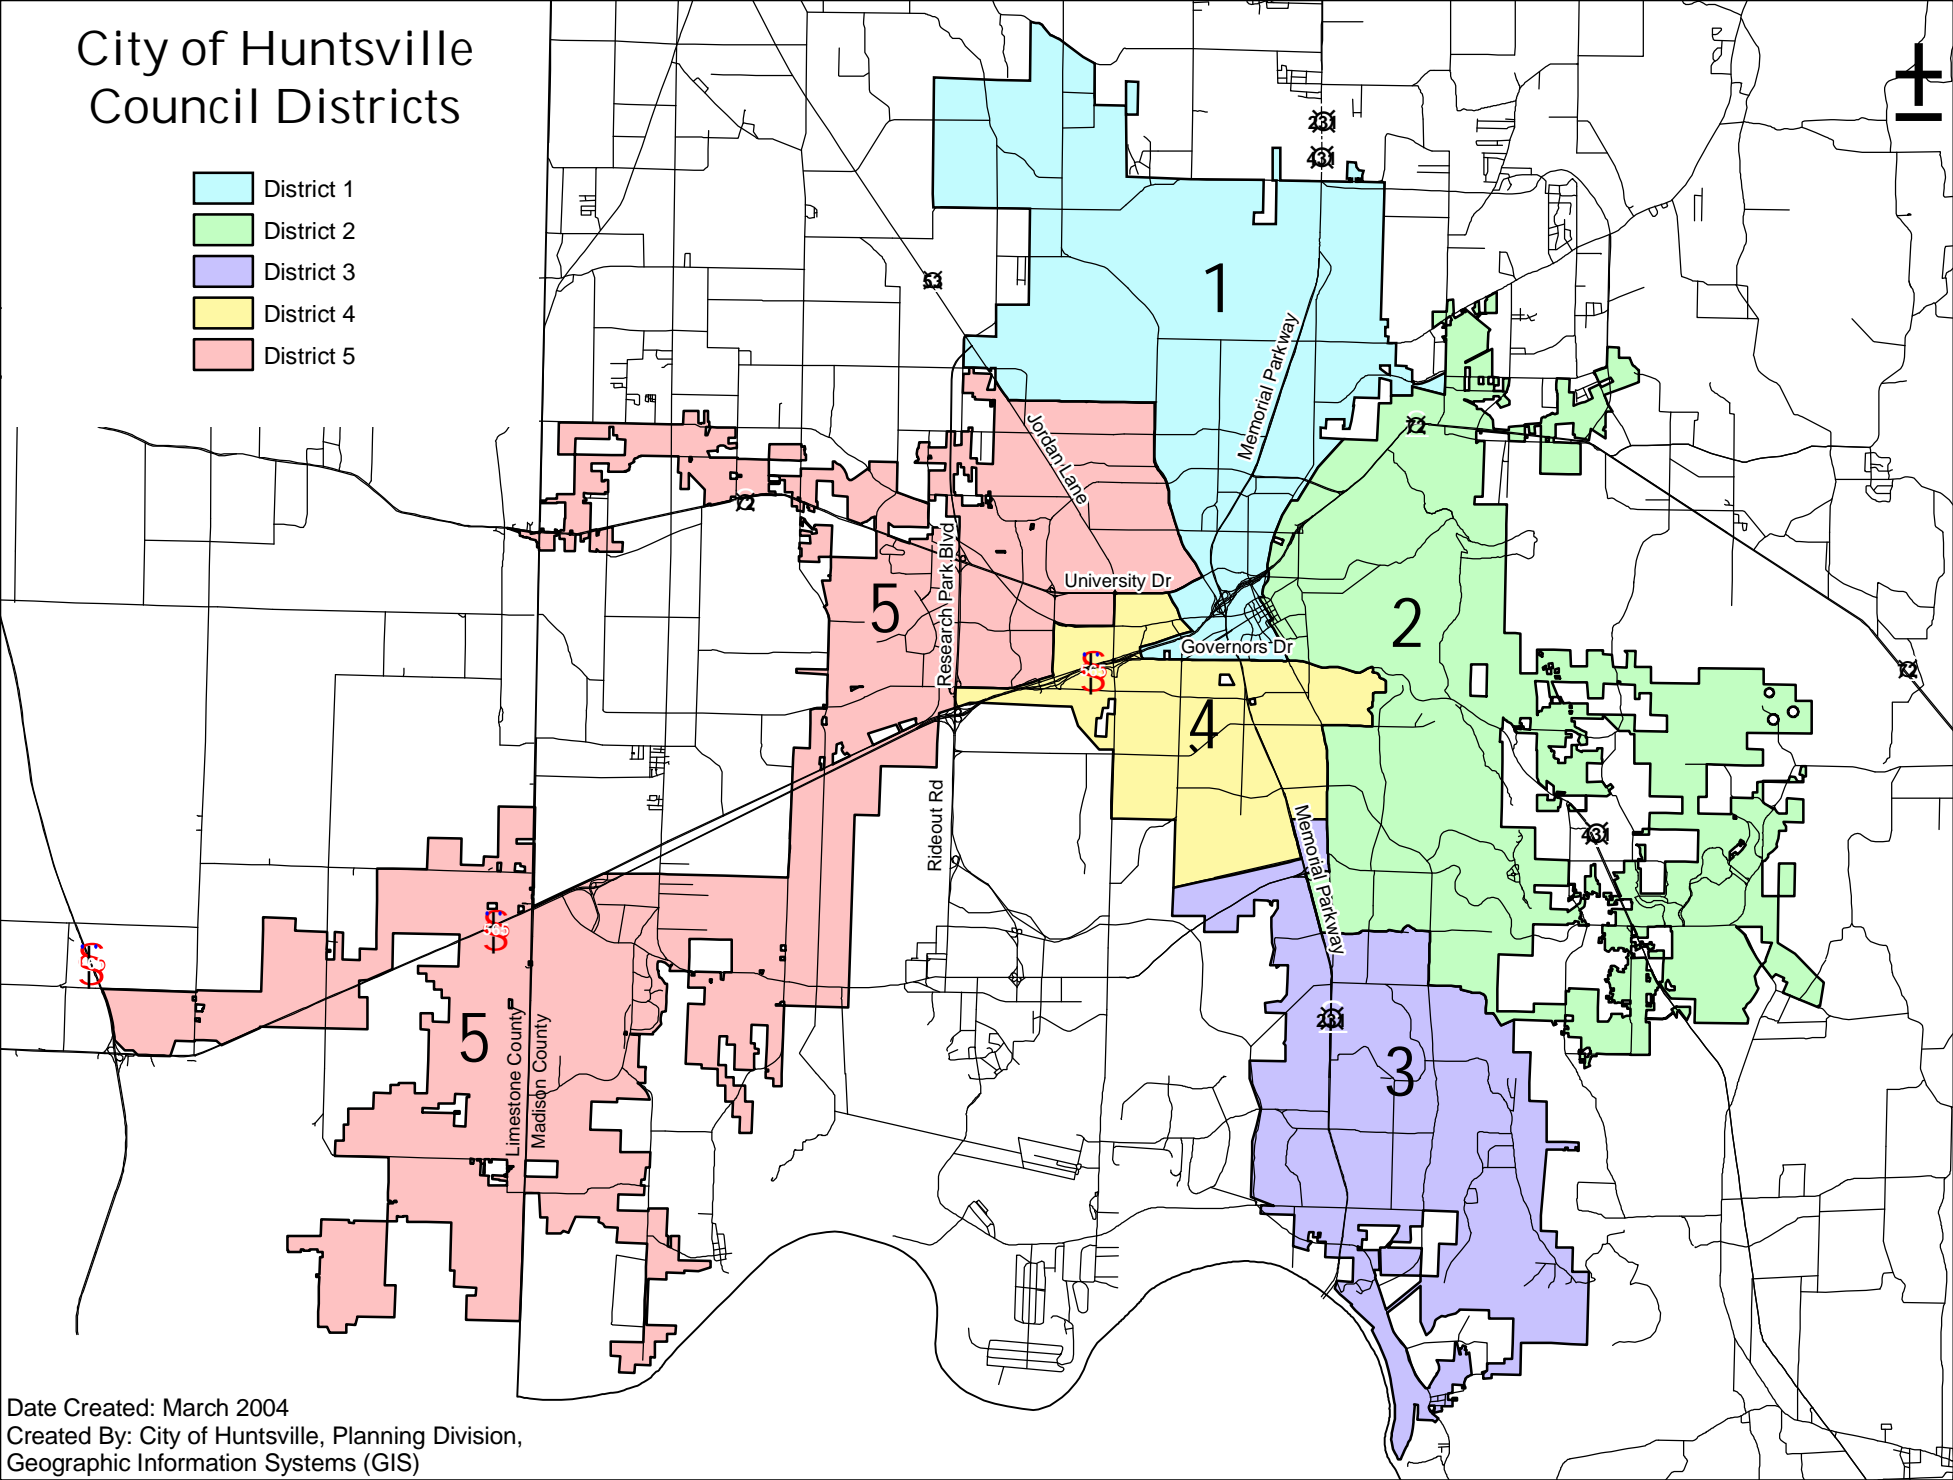 City of Huntsville
Council Districts
District 1
District 2
District 3
District 4
District 5
231
431
53
1
Memorial Parkway
72
Jordan Lane
72
Research Park Blvd
University Dr
5
2
Governors Dr
72
4
Rideout Rd
Memorial Parkway
431
565
5
Limestone County
Madison County
231
3
Date Created: March 2004
Created By: City of Huntsville, Planning Division,
Geographic Information Systems (GIS)